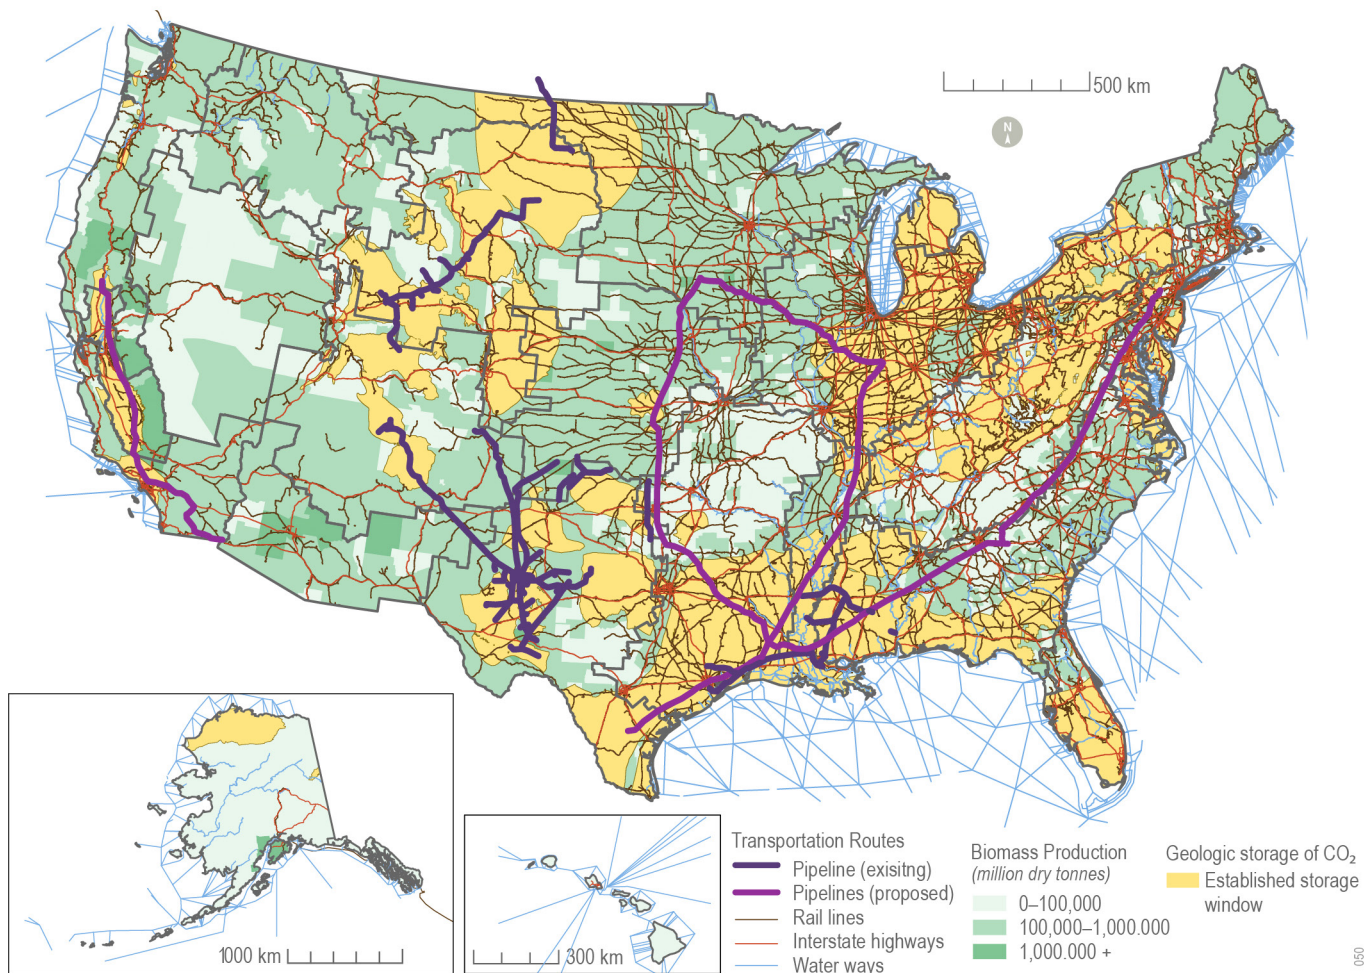 500 km
N
1000 km
300 km
Transportation Routes
Pipeline (exisitng)
Pipelines (proposed)
Rail lines
Interstate highways
Water ways
Biomass Production
(million dry tonnes)
0–100,000
100,000–1,000.000
1,000.000 +
Geologic storage of CO₂
Established storage
window
050